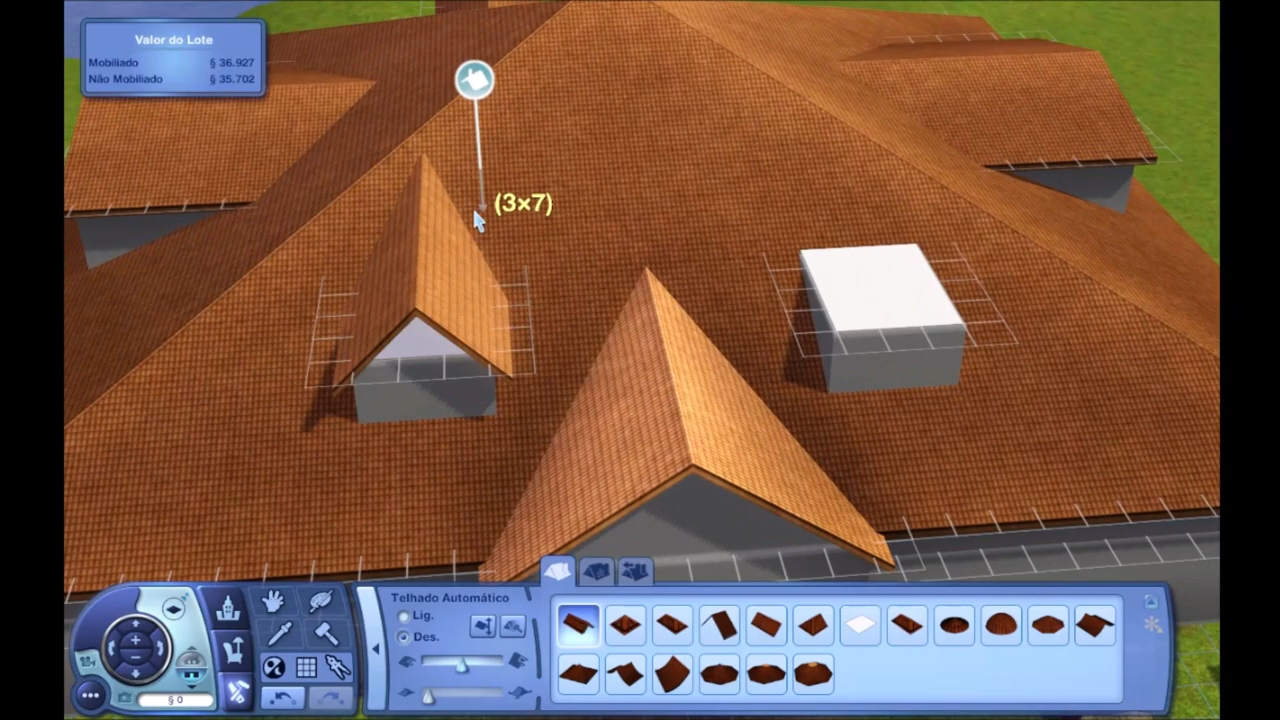 Valor do Lote
Mobiliado § 36.927
Não Mobiliado § 35.702
(3×7)
Telhado Automático
Lig.
Des.
§ 0